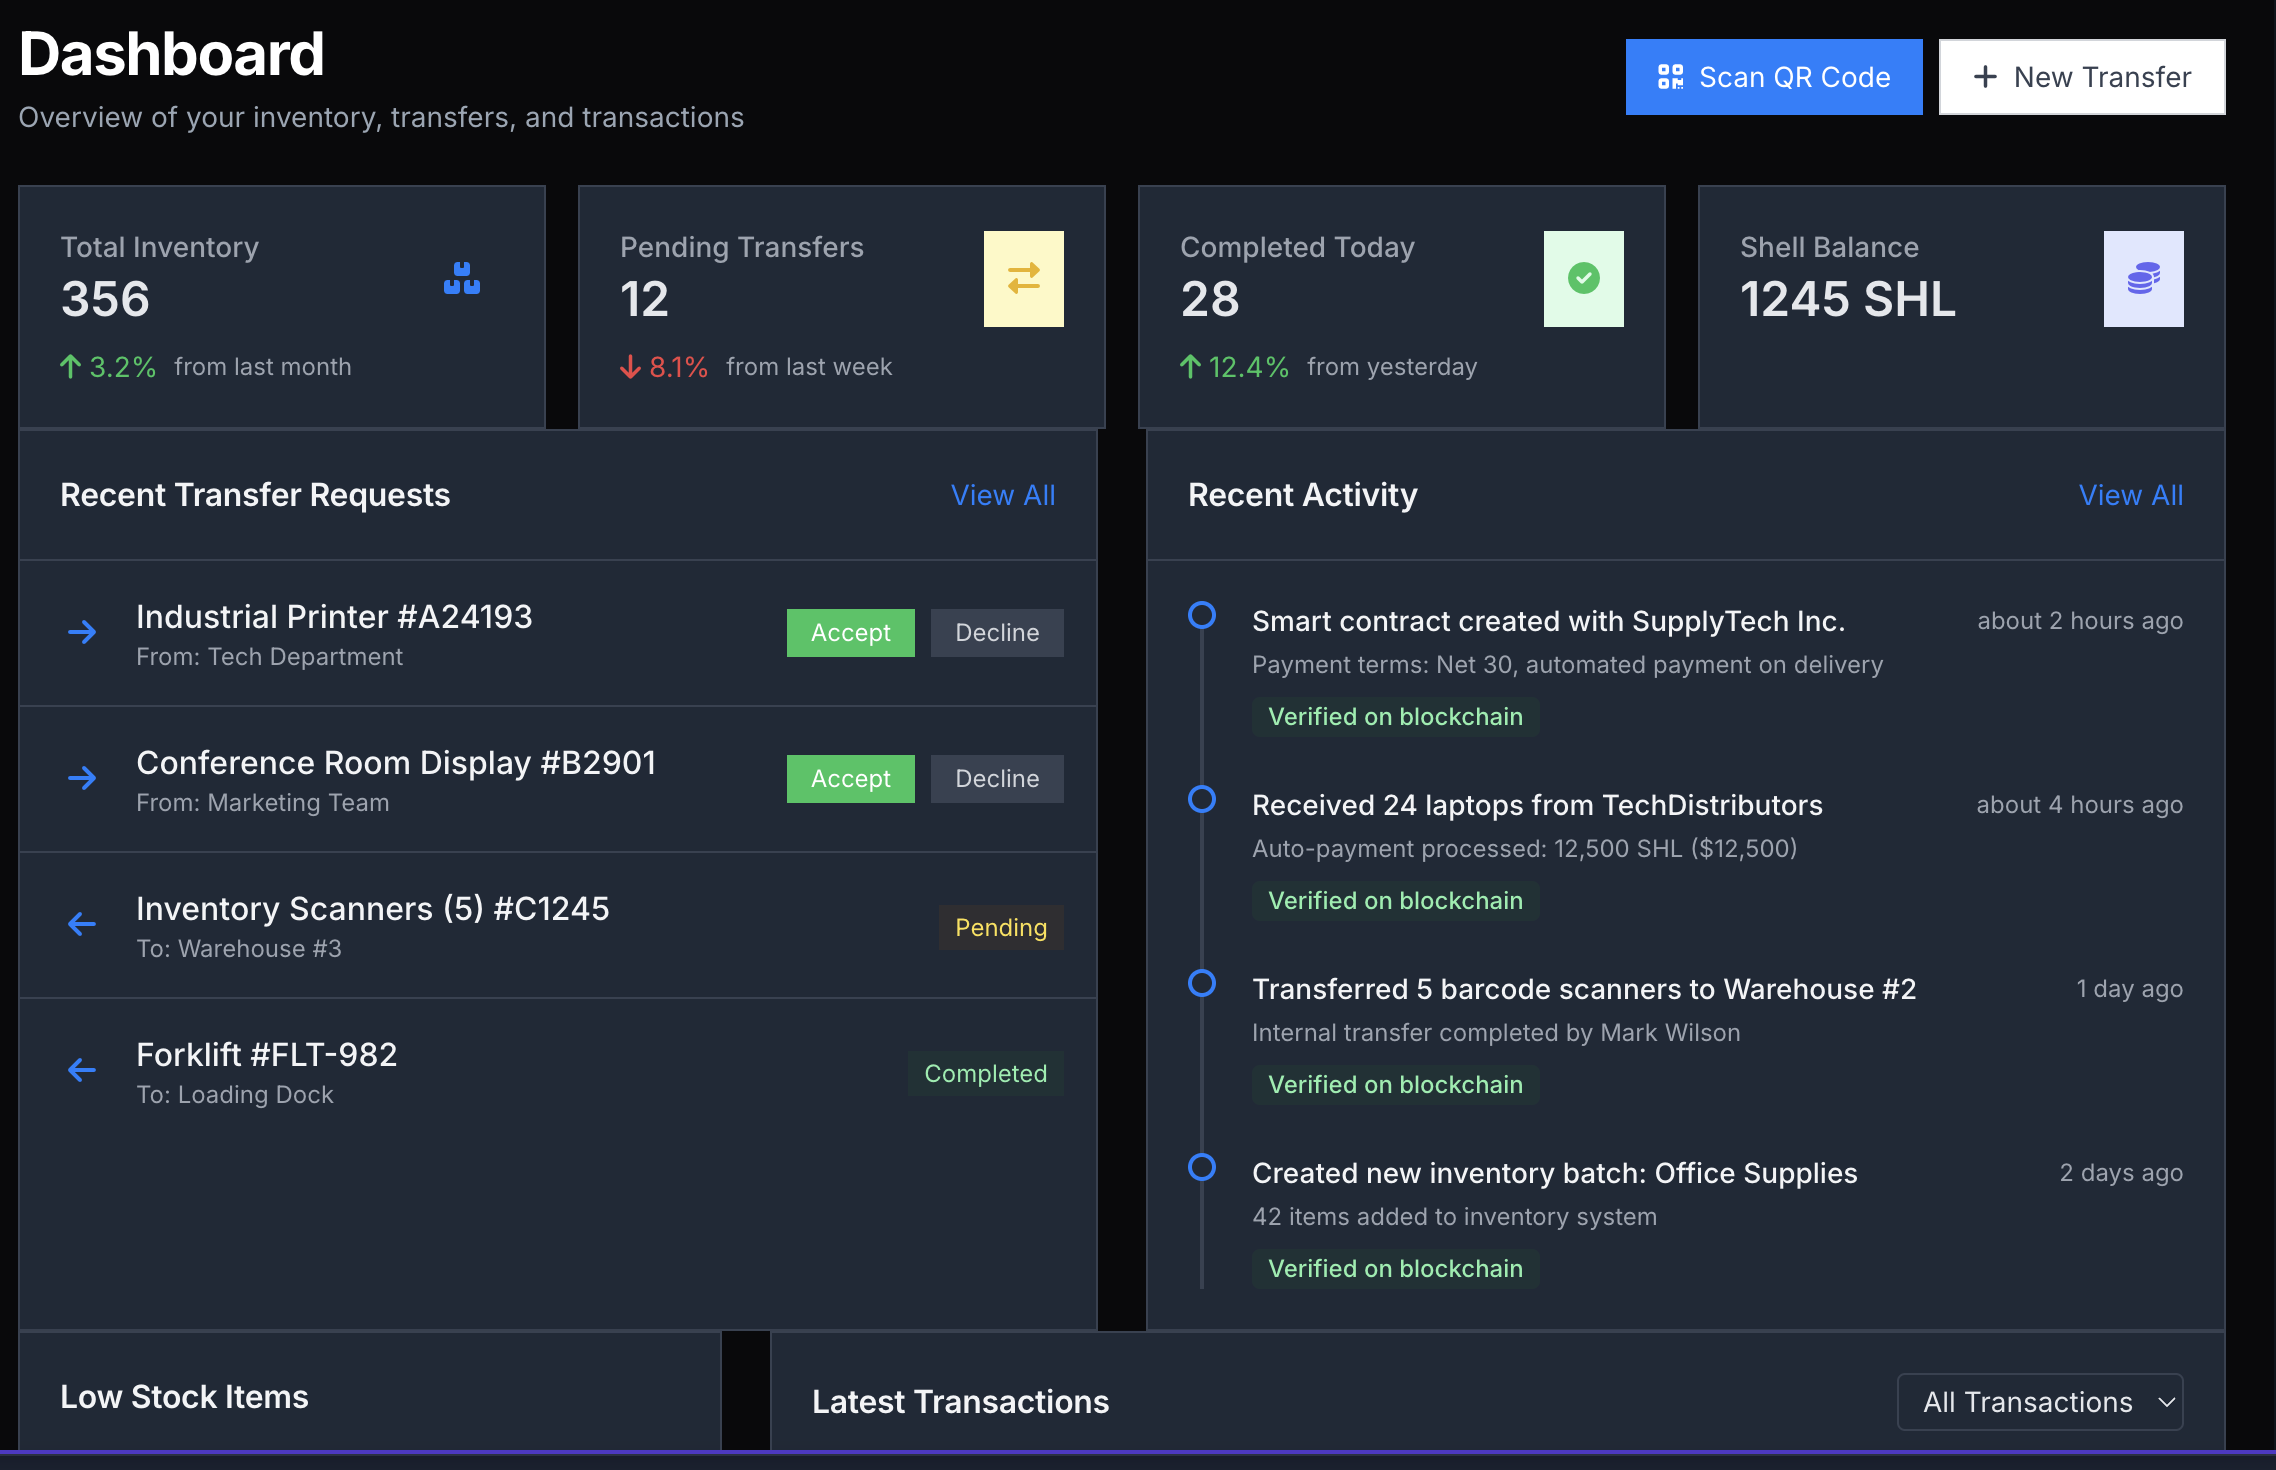 Dashboard
Overview of your inventory, transfers, and transactions
Scan QR Code
New Transfer
Total Inventory
356
3.2% from last month
Pending Transfers
12
8.1% from last week
Completed Today
28
12.4% from yesterday
Shell Balance
1245 SHL
Recent Transfer Requests
View All
Industrial Printer #A24193
From: Tech Department
Accept
Decline
Conference Room Display #B2901
From: Marketing Team
Accept
Decline
Inventory Scanners (5) #C1245
To: Warehouse #3
Pending
Forklift #FLT-982
To: Loading Dock
Completed
Recent Activity
View All
Smart contract created with SupplyTech Inc.
about 2 hours ago
Payment terms: Net 30, automated payment on delivery
Verified on blockchain
Received 24 laptops from TechDistributors
about 4 hours ago
Auto-payment processed: 12,500 SHL ($12,500)
Verified on blockchain
Transferred 5 barcode scanners to Warehouse #2
1 day ago
Internal transfer completed by Mark Wilson
Verified on blockchain
Created new inventory batch: Office Supplies
2 days ago
42 items added to inventory system
Verified on blockchain
Low Stock Items
Latest Transactions
All Transactions